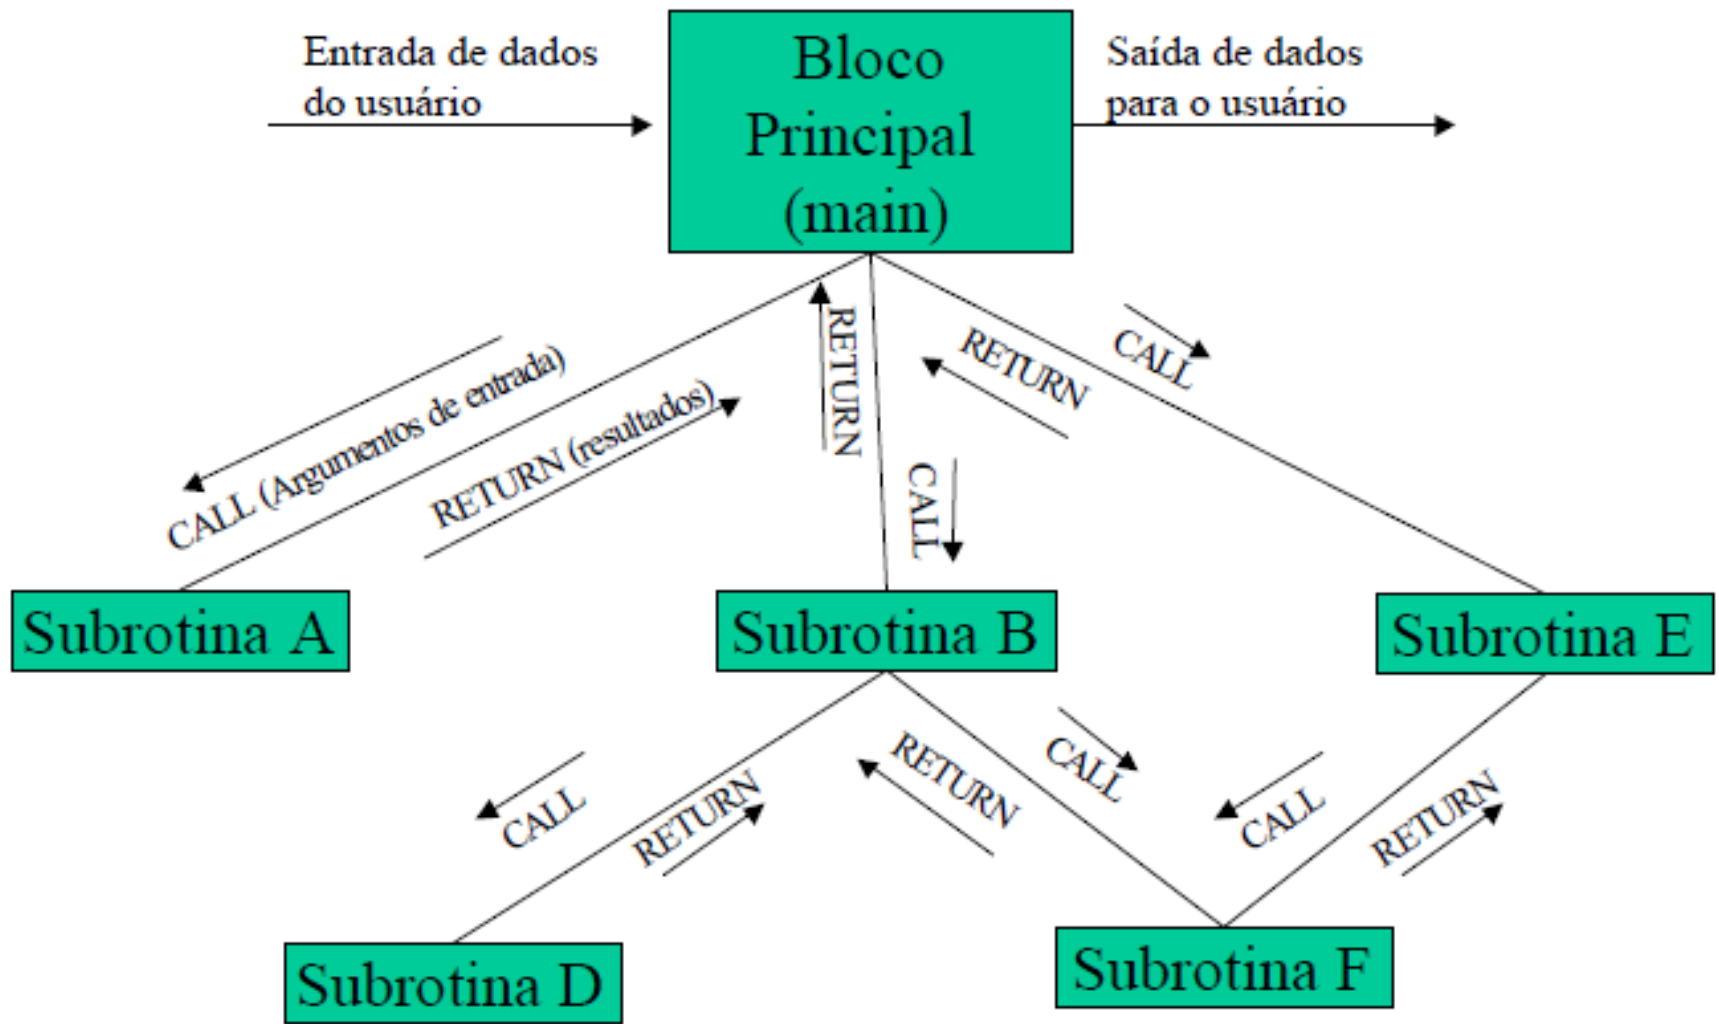 Entrada de dados
do usuário
Bloco
Principal
(main)
Saída de dados
para o usuário
CALL (Argumentos de entrada)
RETURN (resultados)
RETURN
CALL
RETURN
CALL
Subrotina A
Subrotina B
Subrotina E
CALL
RETURN
RETURN
CALL
CALL
RETURN
Subrotina D
Subrotina F